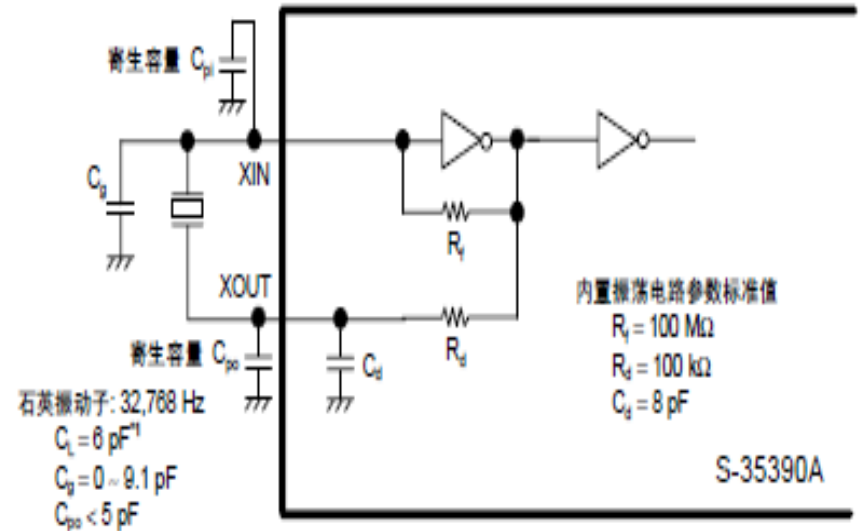 寄生容量 Cpi
Cg
XIN
Rf
XOUT
寄生容量 Cpo
Cd
Rd
石英振动子: 32,768 Hz
CL = 6 pF*1
Cg = 0 ~ 9.1 pF
Cpo < 5 pF
内置振荡电路参数标准值
Rf = 100 MΩ
Rd = 100 kΩ
Cd = 8 pF
S-35390A